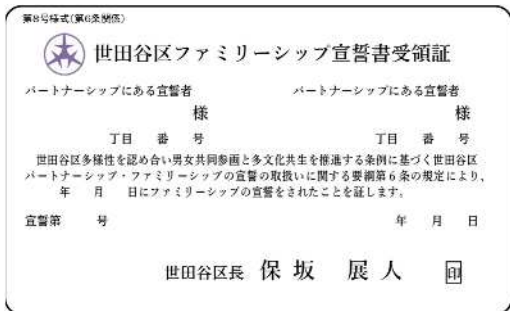 第8号様式(第6条関係)
世田谷区ファミリーシップ宣誓書受領証
パートナーシップにある宣誓者 パートナーシップにある宣誓者
様 様
丁目 番 号 丁目 番 号
世田谷区多様性を認め合い男女共同参画と多文化共生を推進する条例に基づく世田谷区
パートナーシップ・ファミリーシップの宣誓の取扱いに関する要綱第6条の規定により、
年 月 日にファミリーシップの宣誓をされたことを証します。
宣誓第 号 年 月 日
世田谷区長 保坂 展人 印